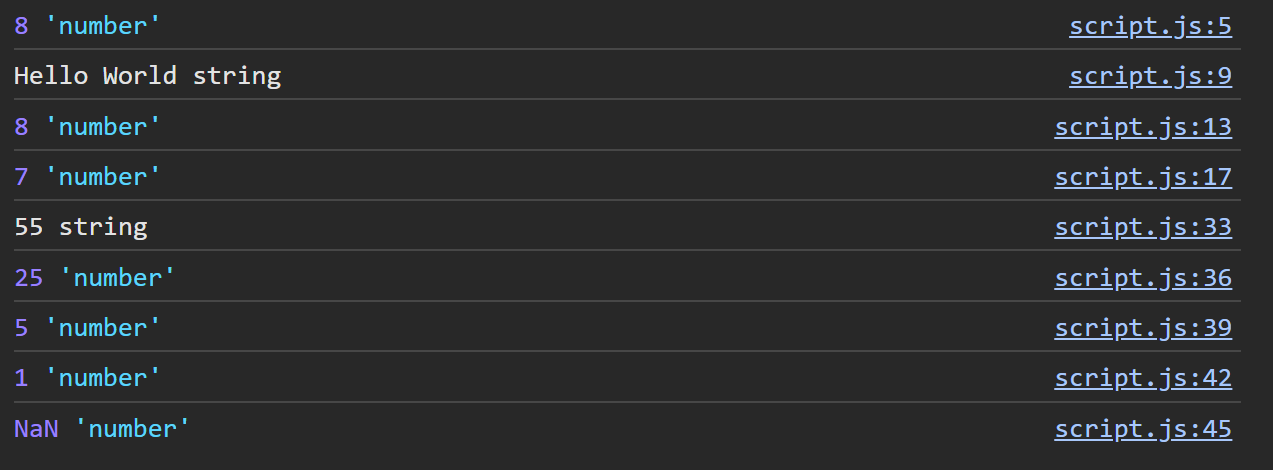 8 'number' script.js:5
Hello World string script.js:9
8 'number' script.js:13
7 'number' script.js:17
55 string script.js:33
25 'number' script.js:36
5 'number' script.js:39
1 'number' script.js:42
NaN 'number' script.js:45